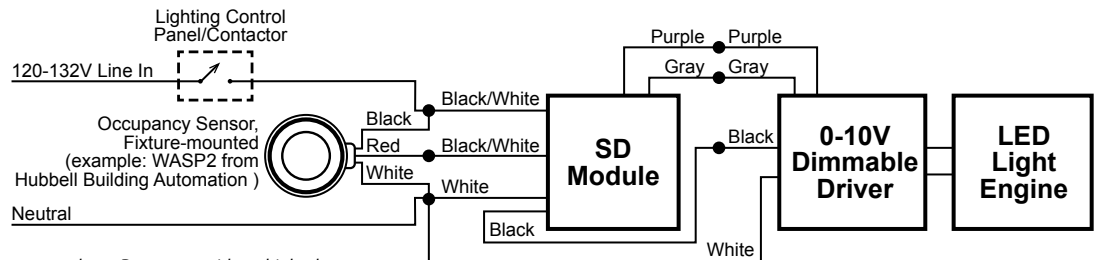 Lighting Control
Panel/Contactor
120-132V Line In
Purple Purple
Gray Gray
Black/White
Black
Occupancy Sensor,
Fixture-mounted
(example: WASP2 from
Hubbell Building Automation )
Red
Black/White
White
White
SD
Module
Black
0-10V
Dimmable
Driver
LED
Light
Engine
Neutral
Black
White